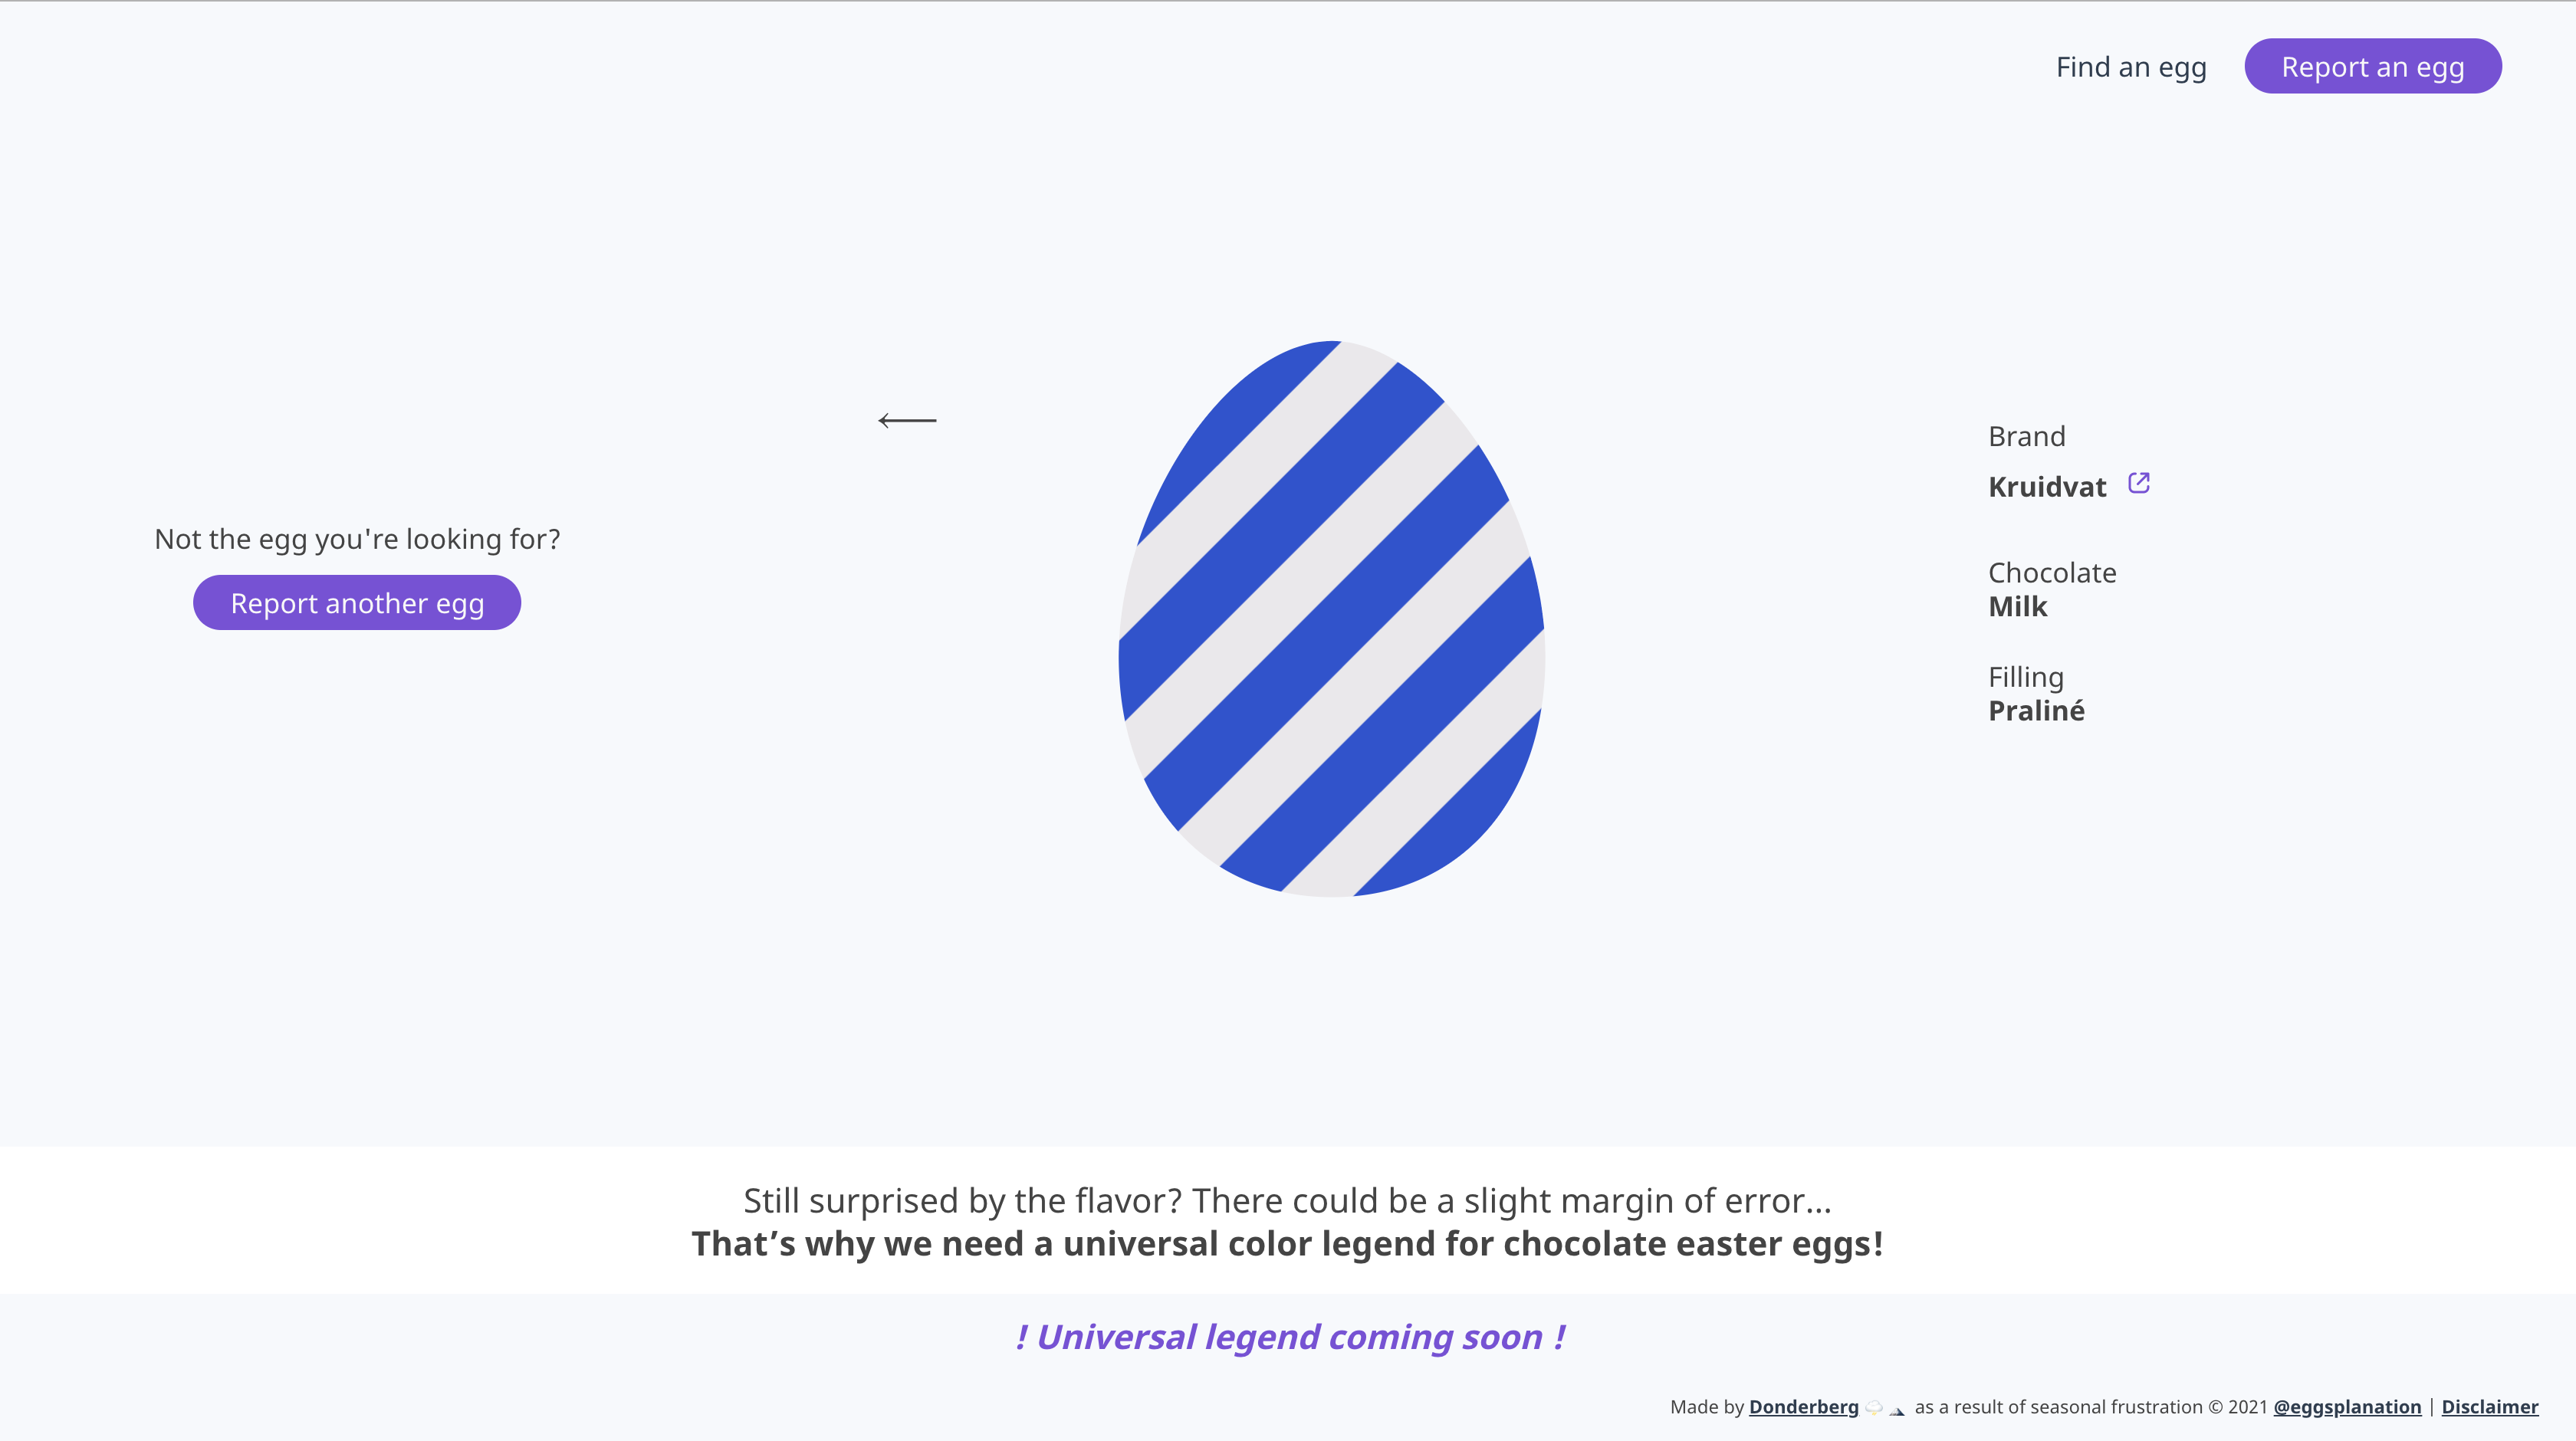 Find an egg
Report an egg
Not the egg you're looking for?
Report another egg
Brand
Kruidvat
Chocolate
Milk
Filling
Praliné
Still surprised by the flavor? There could be a slight margin of error...
That’s why we need a universal color legend for chocolate easter eggs!
! Universal legend coming soon !
Made by Donderberg 🌩️ ⛰️ as a result of seasonal frustration © 2021 @eggsplanation | Disclaimer